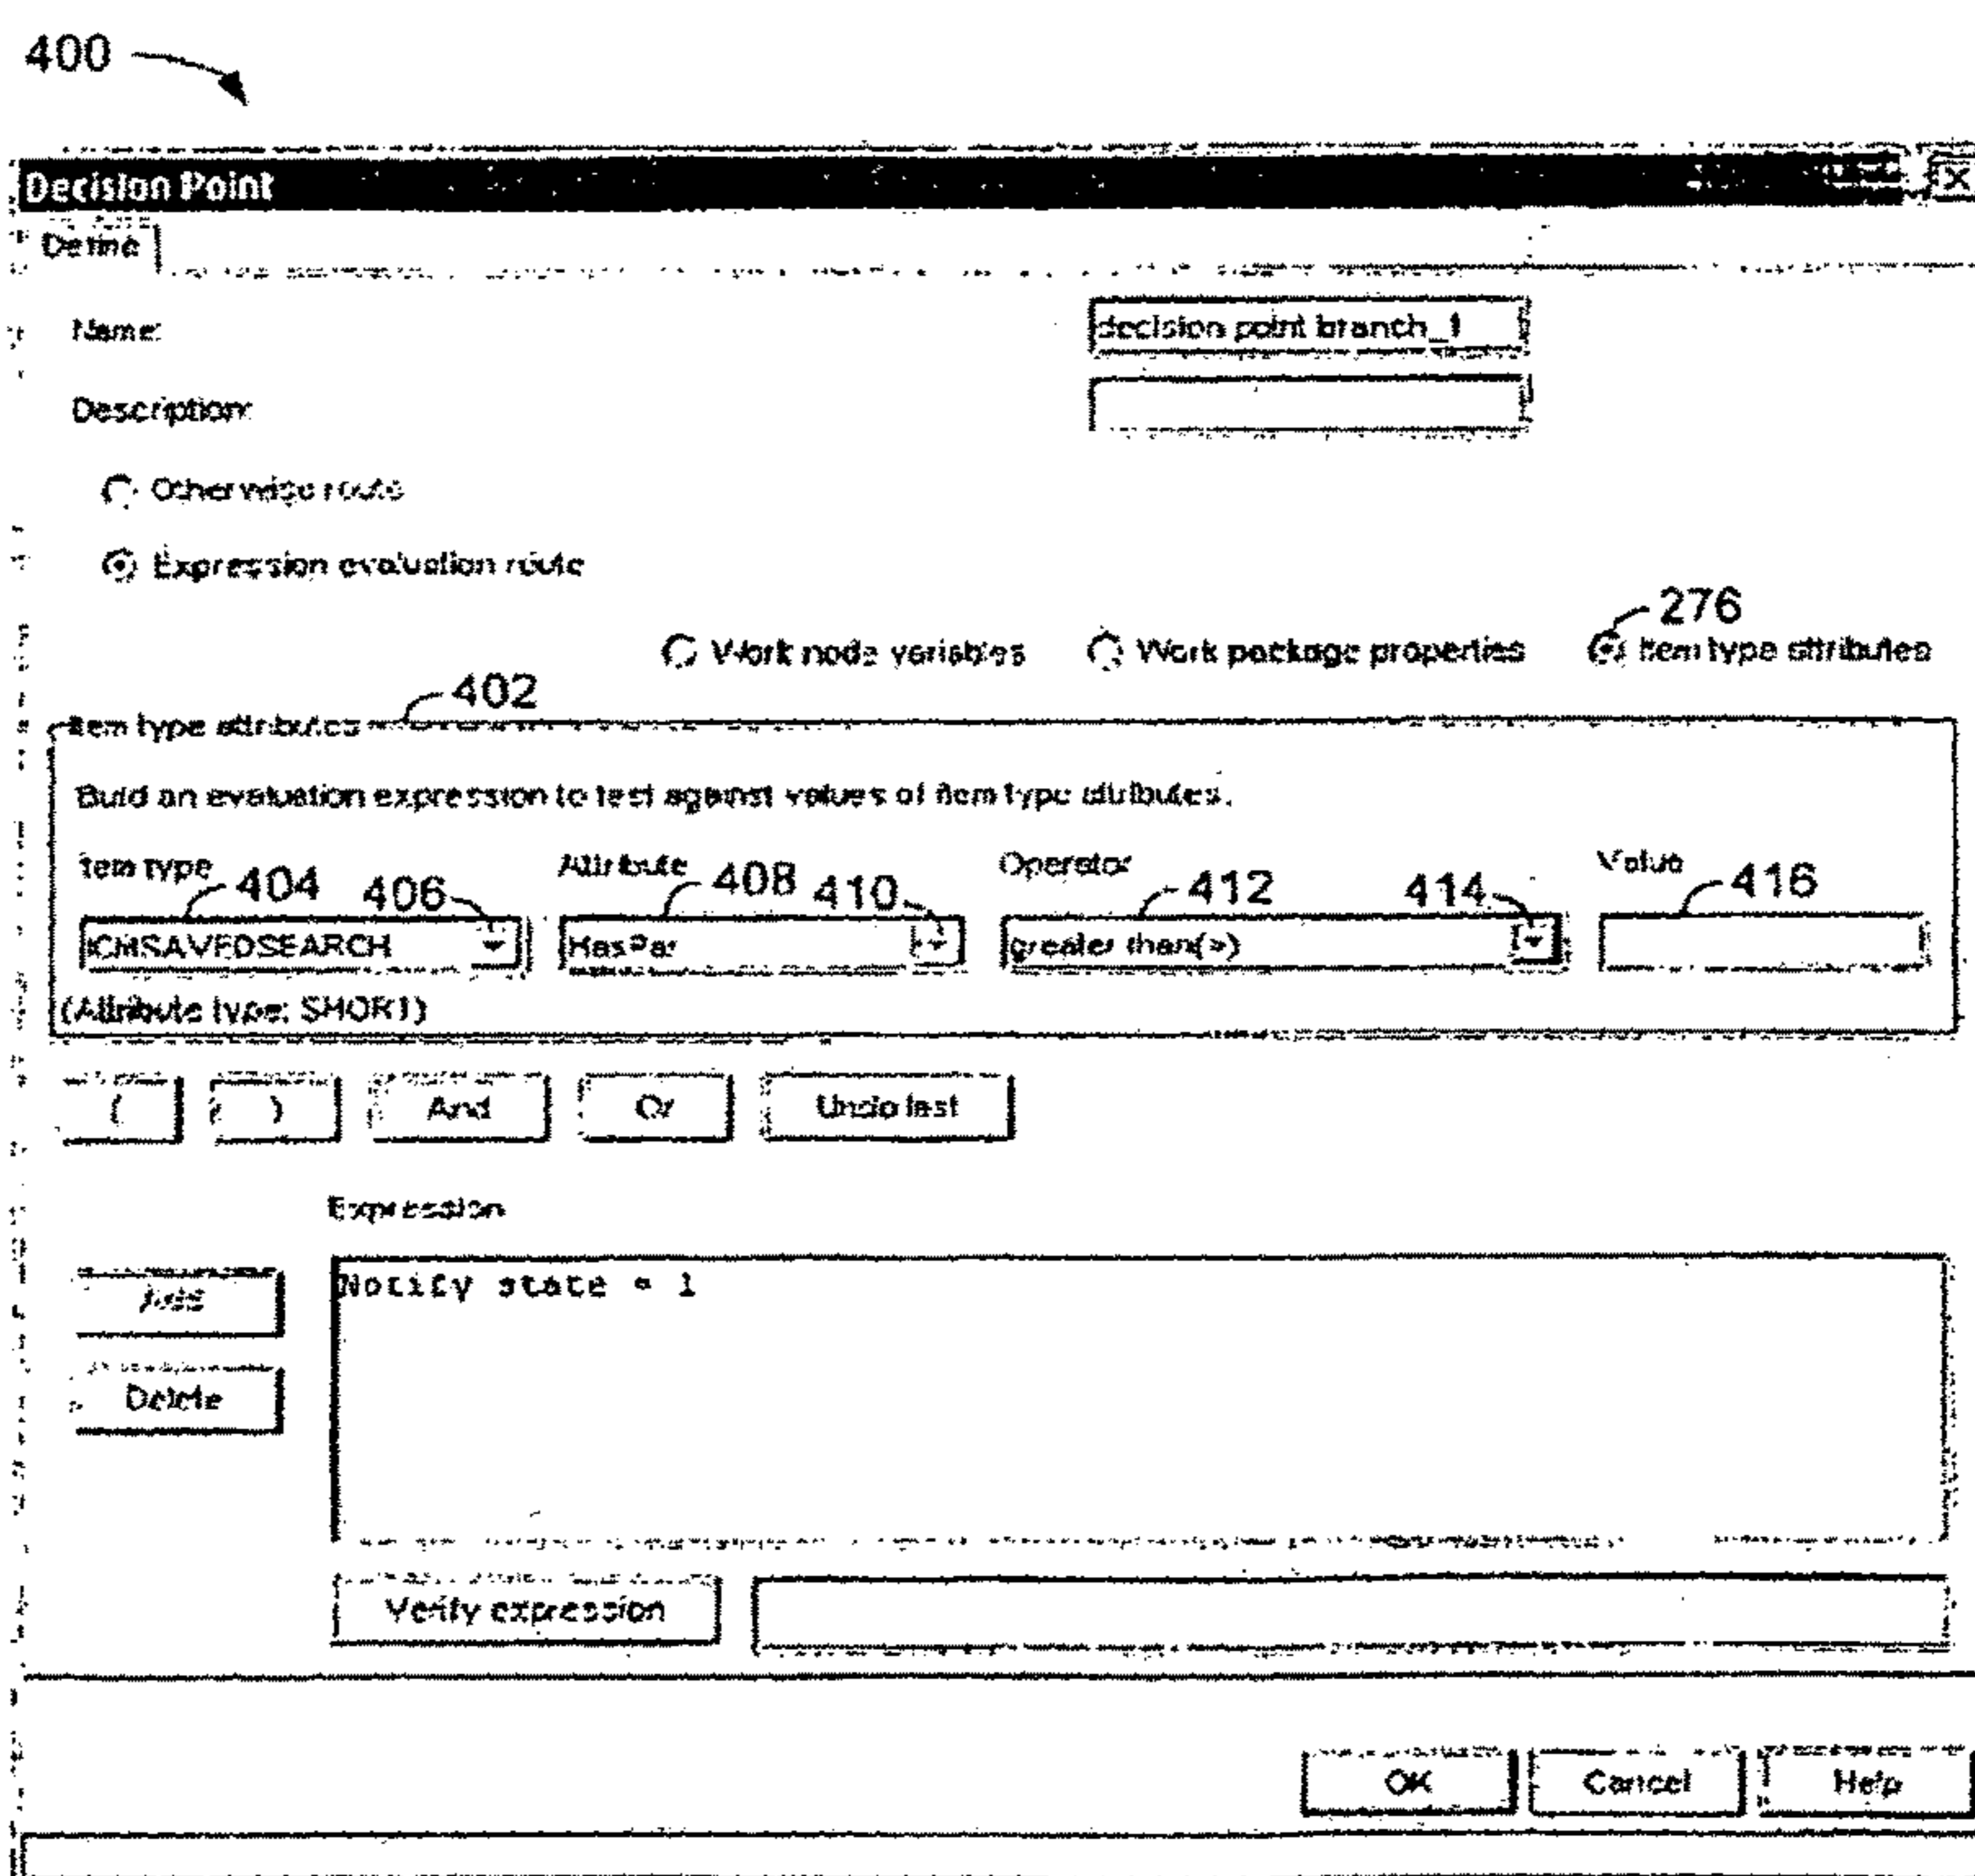 400
Decision Point
Define
Name: decision point branch_1
Description:
Otherwise route
Expression evaluation route
276
Work node variables Work package properties Item type attributes
402
Item type attributes
Build an evaluation expression to test against values of item type attributes.
Item type Attribute Operator Value
404 406 408 410 412 414 416
ICMSAVEDSEARCH HasPar greater than(>)
(Attribute type: SHORT)
( ) And Or Undo last
Expression
Add Notify state = 1
Delete
Verify expression
OK Cancel Help